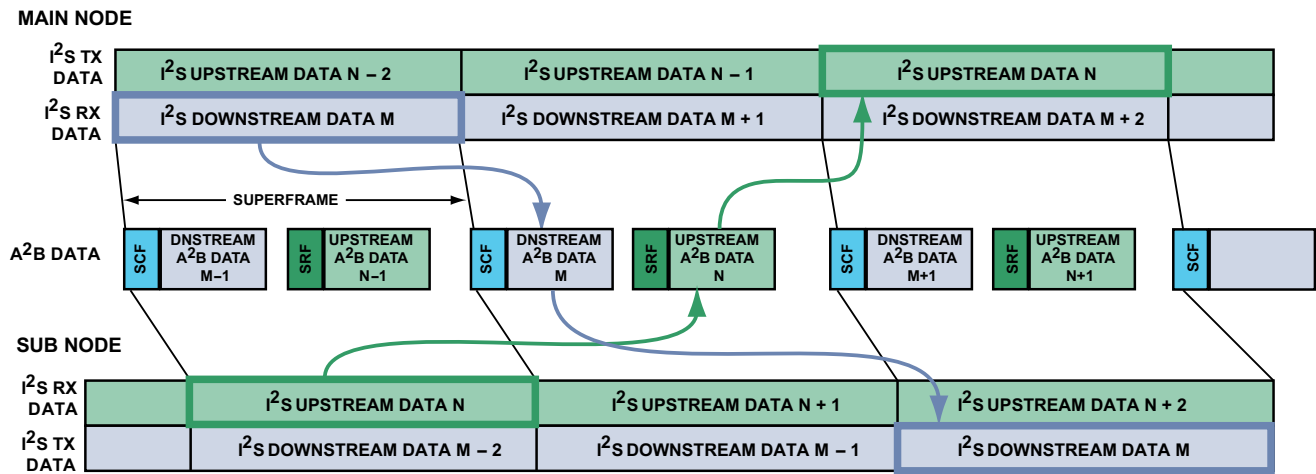 MAIN NODE
I²S TX
DATA
I²S UPSTREAM DATA N – 2
I²S UPSTREAM DATA N – 1
I²S UPSTREAM DATA N
I²S RX
DATA
I²S DOWNSTREAM DATA M
I²S DOWNSTREAM DATA M + 1
I²S DOWNSTREAM DATA M + 2
SUPERFRAME
A²B DATA
SCF
DNSTREAM
A²B DATA
M–1
SRF
UPSTREAM
A²B DATA
N–1
SCF
DNSTREAM
A²B DATA
M
SRF
UPSTREAM
A²B DATA
N
SCF
DNSTREAM
A²B DATA
M+1
SRF
UPSTREAM
A²B DATA
N+1
SCF
SUB NODE
I²S RX
DATA
I²S UPSTREAM DATA N
I²S UPSTREAM DATA N + 1
I²S UPSTREAM DATA N + 2
I²S TX
DATA
I²S DOWNSTREAM DATA M – 2
I²S DOWNSTREAM DATA M – 1
I²S DOWNSTREAM DATA M